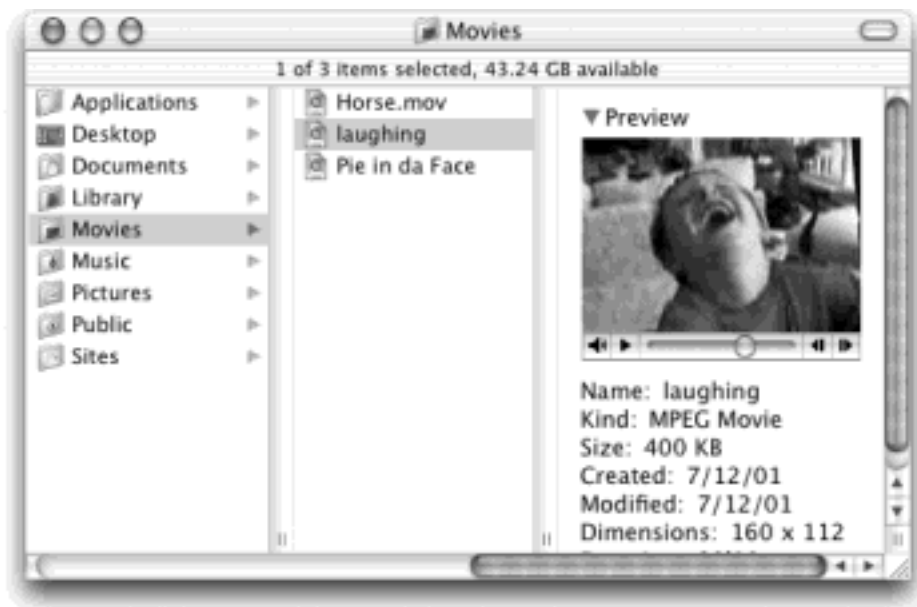 Movies
1 of 3 items selected, 43.24 GB available
Applications
Desktop
Documents
Library
Movies
Music
Pictures
Public
Sites
Horse.mov
laughing
Pie in da Face
Preview
Name: laughing
Kind: MPEG Movie
Size: 400 KB
Created: 7/12/01
Modified: 7/12/01
Dimensions: 160 x 112